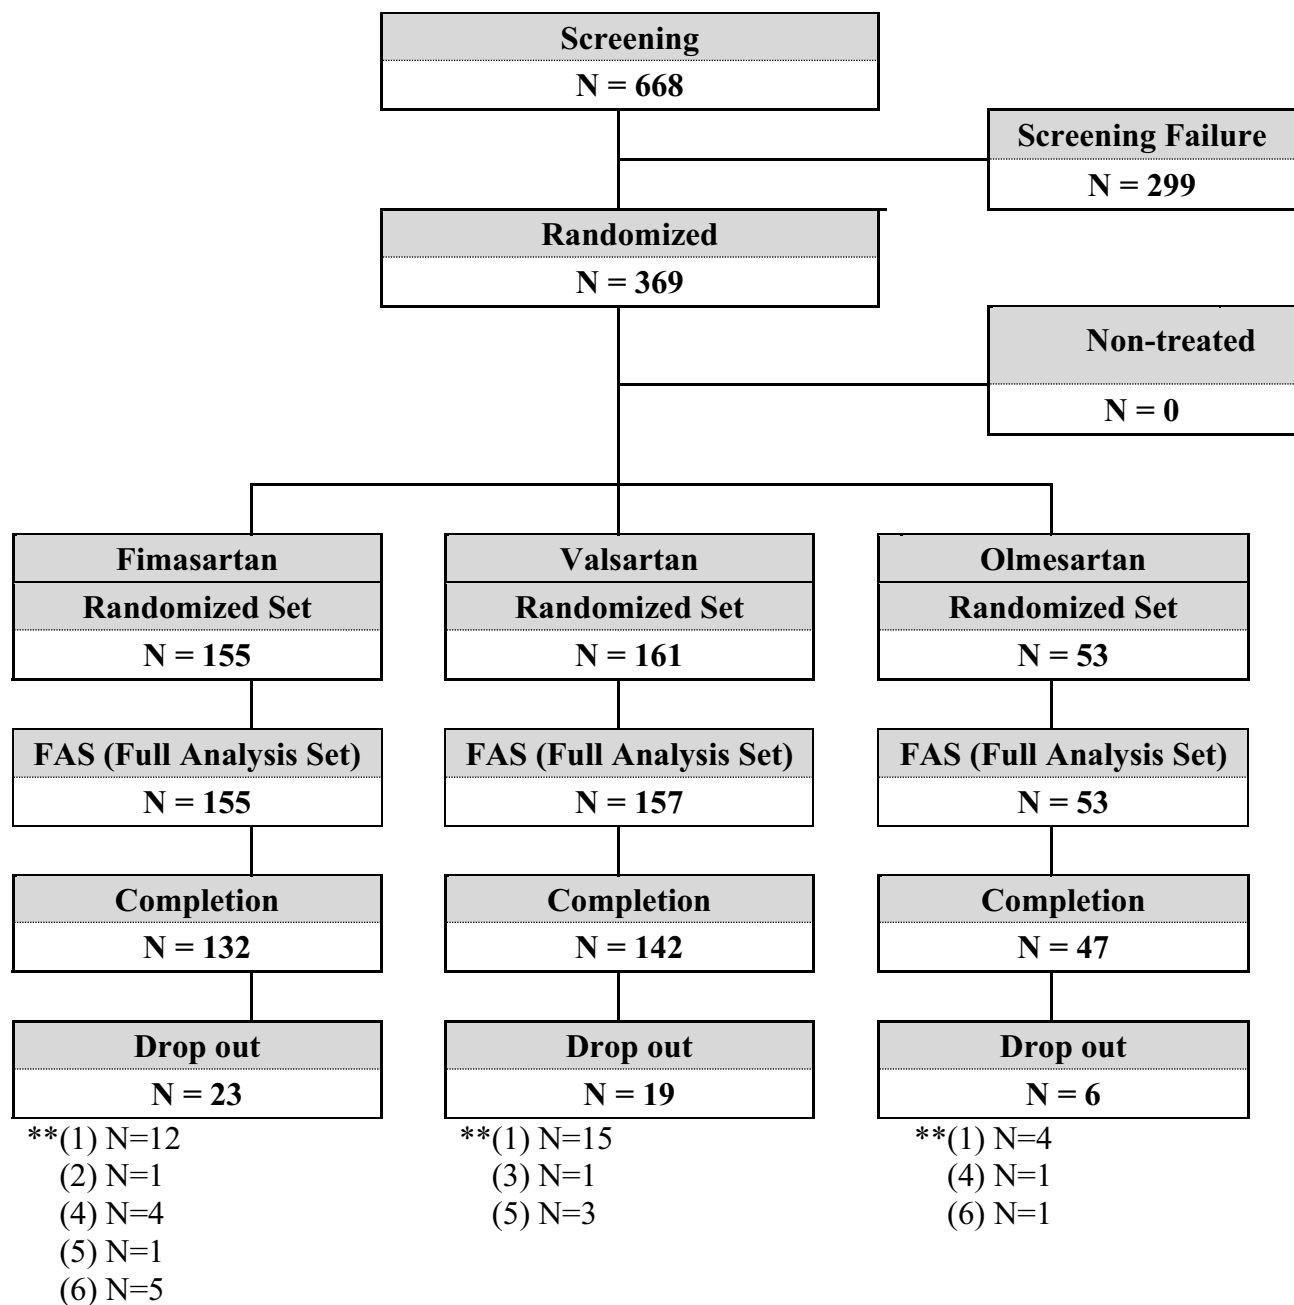 Screening
N = 668
Screening Failure
N = 299
Randomized
N = 369
Non-treated
N = 0
Fimasartan
Randomized Set
N = 155
FAS (Full Analysis Set)
N = 155
Completion
N = 132
Drop out
N = 23
**(1) N=12
(2) N=1
(4) N=4
(5) N=1
(6) N=5
Valsartan
Randomized Set
N = 161
FAS (Full Analysis Set)
N = 157
Completion
N = 142
Drop out
N = 19
**(1) N=15
(3) N=1
(5) N=3
Olmesartan
Randomized Set
N = 53
FAS (Full Analysis Set)
N = 53
Completion
N = 47
Drop out
N = 6
**(1) N=4
(4) N=1
(6) N=1